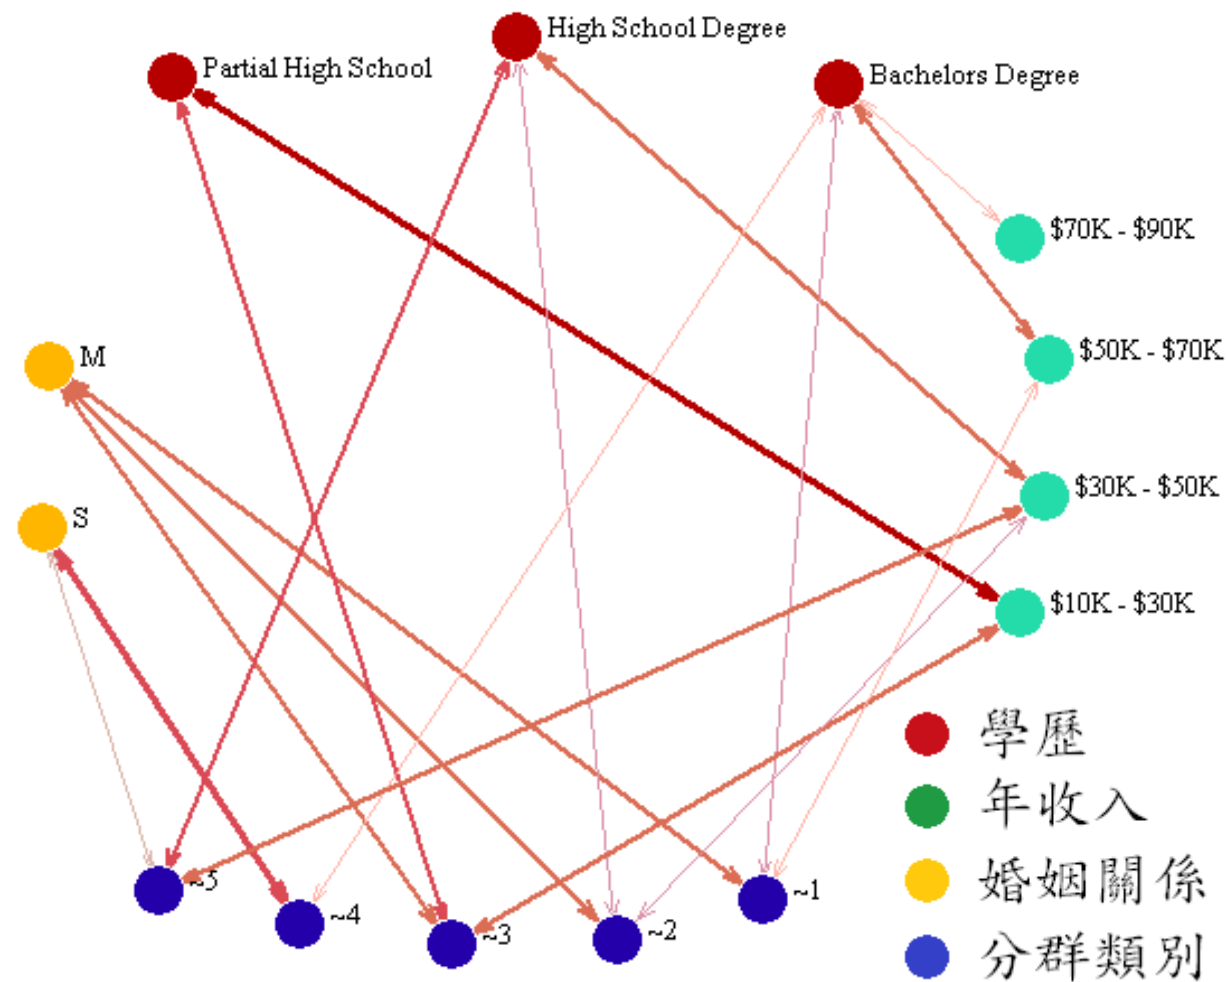 High School Degree
Partial High School
Bachelors Degree
$70K - $90K
$50K - $70K
M
$30K - $50K
S
$10K - $30K
~5
~4
~3
~2
~1
學歷
年收入
婚姻關係
分群類別